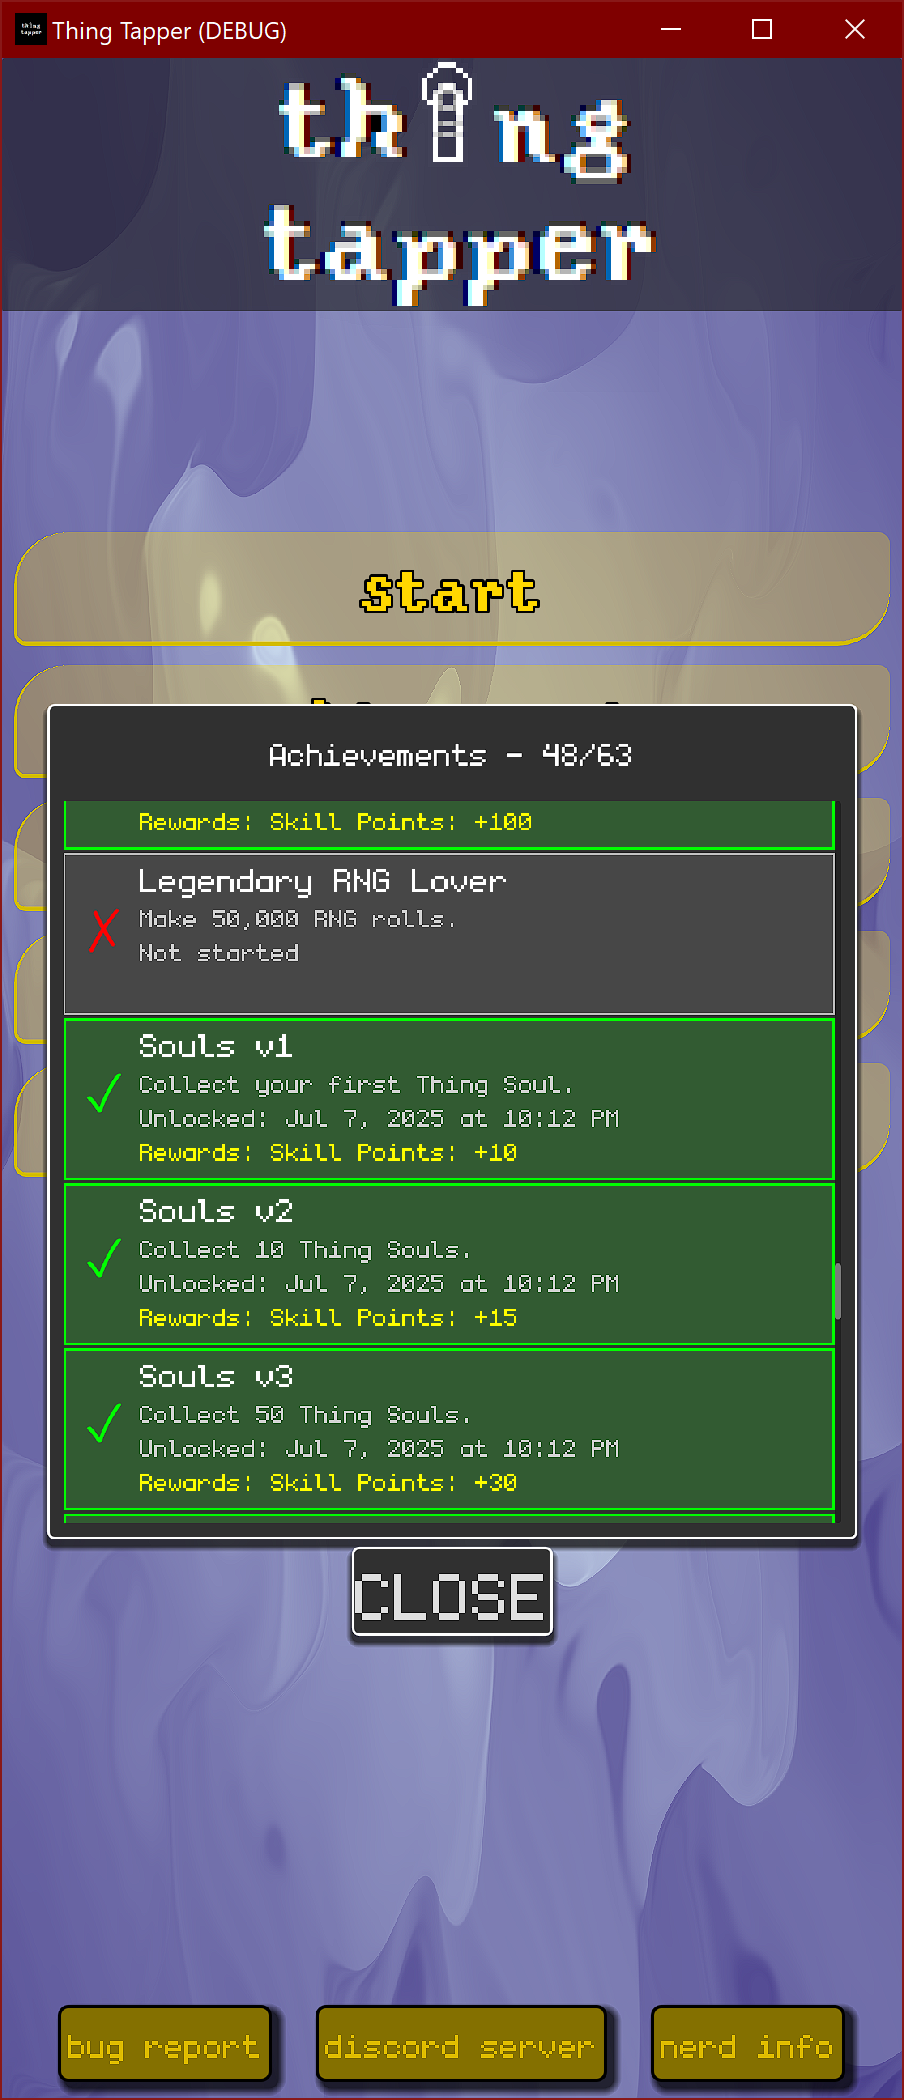 Thing Tapper (DEBUG)
thing
tapper
start
Achievements - 48/63
Rewards: Skill Points: +100
Legendary RNG Lover
Make 50,000 RNG rolls.
Not started
Souls v1
Collect your first Thing Soul.
Unlocked: Jul 7, 2025 at 10:12 PM
Rewards: Skill Points: +10
Souls v2
Collect 10 Thing Souls.
Unlocked: Jul 7, 2025 at 10:12 PM
Rewards: Skill Points: +15
Souls v3
Collect 50 Thing Souls.
Unlocked: Jul 7, 2025 at 10:12 PM
Rewards: Skill Points: +30
CLOSE
bug report
discord server
nerd info